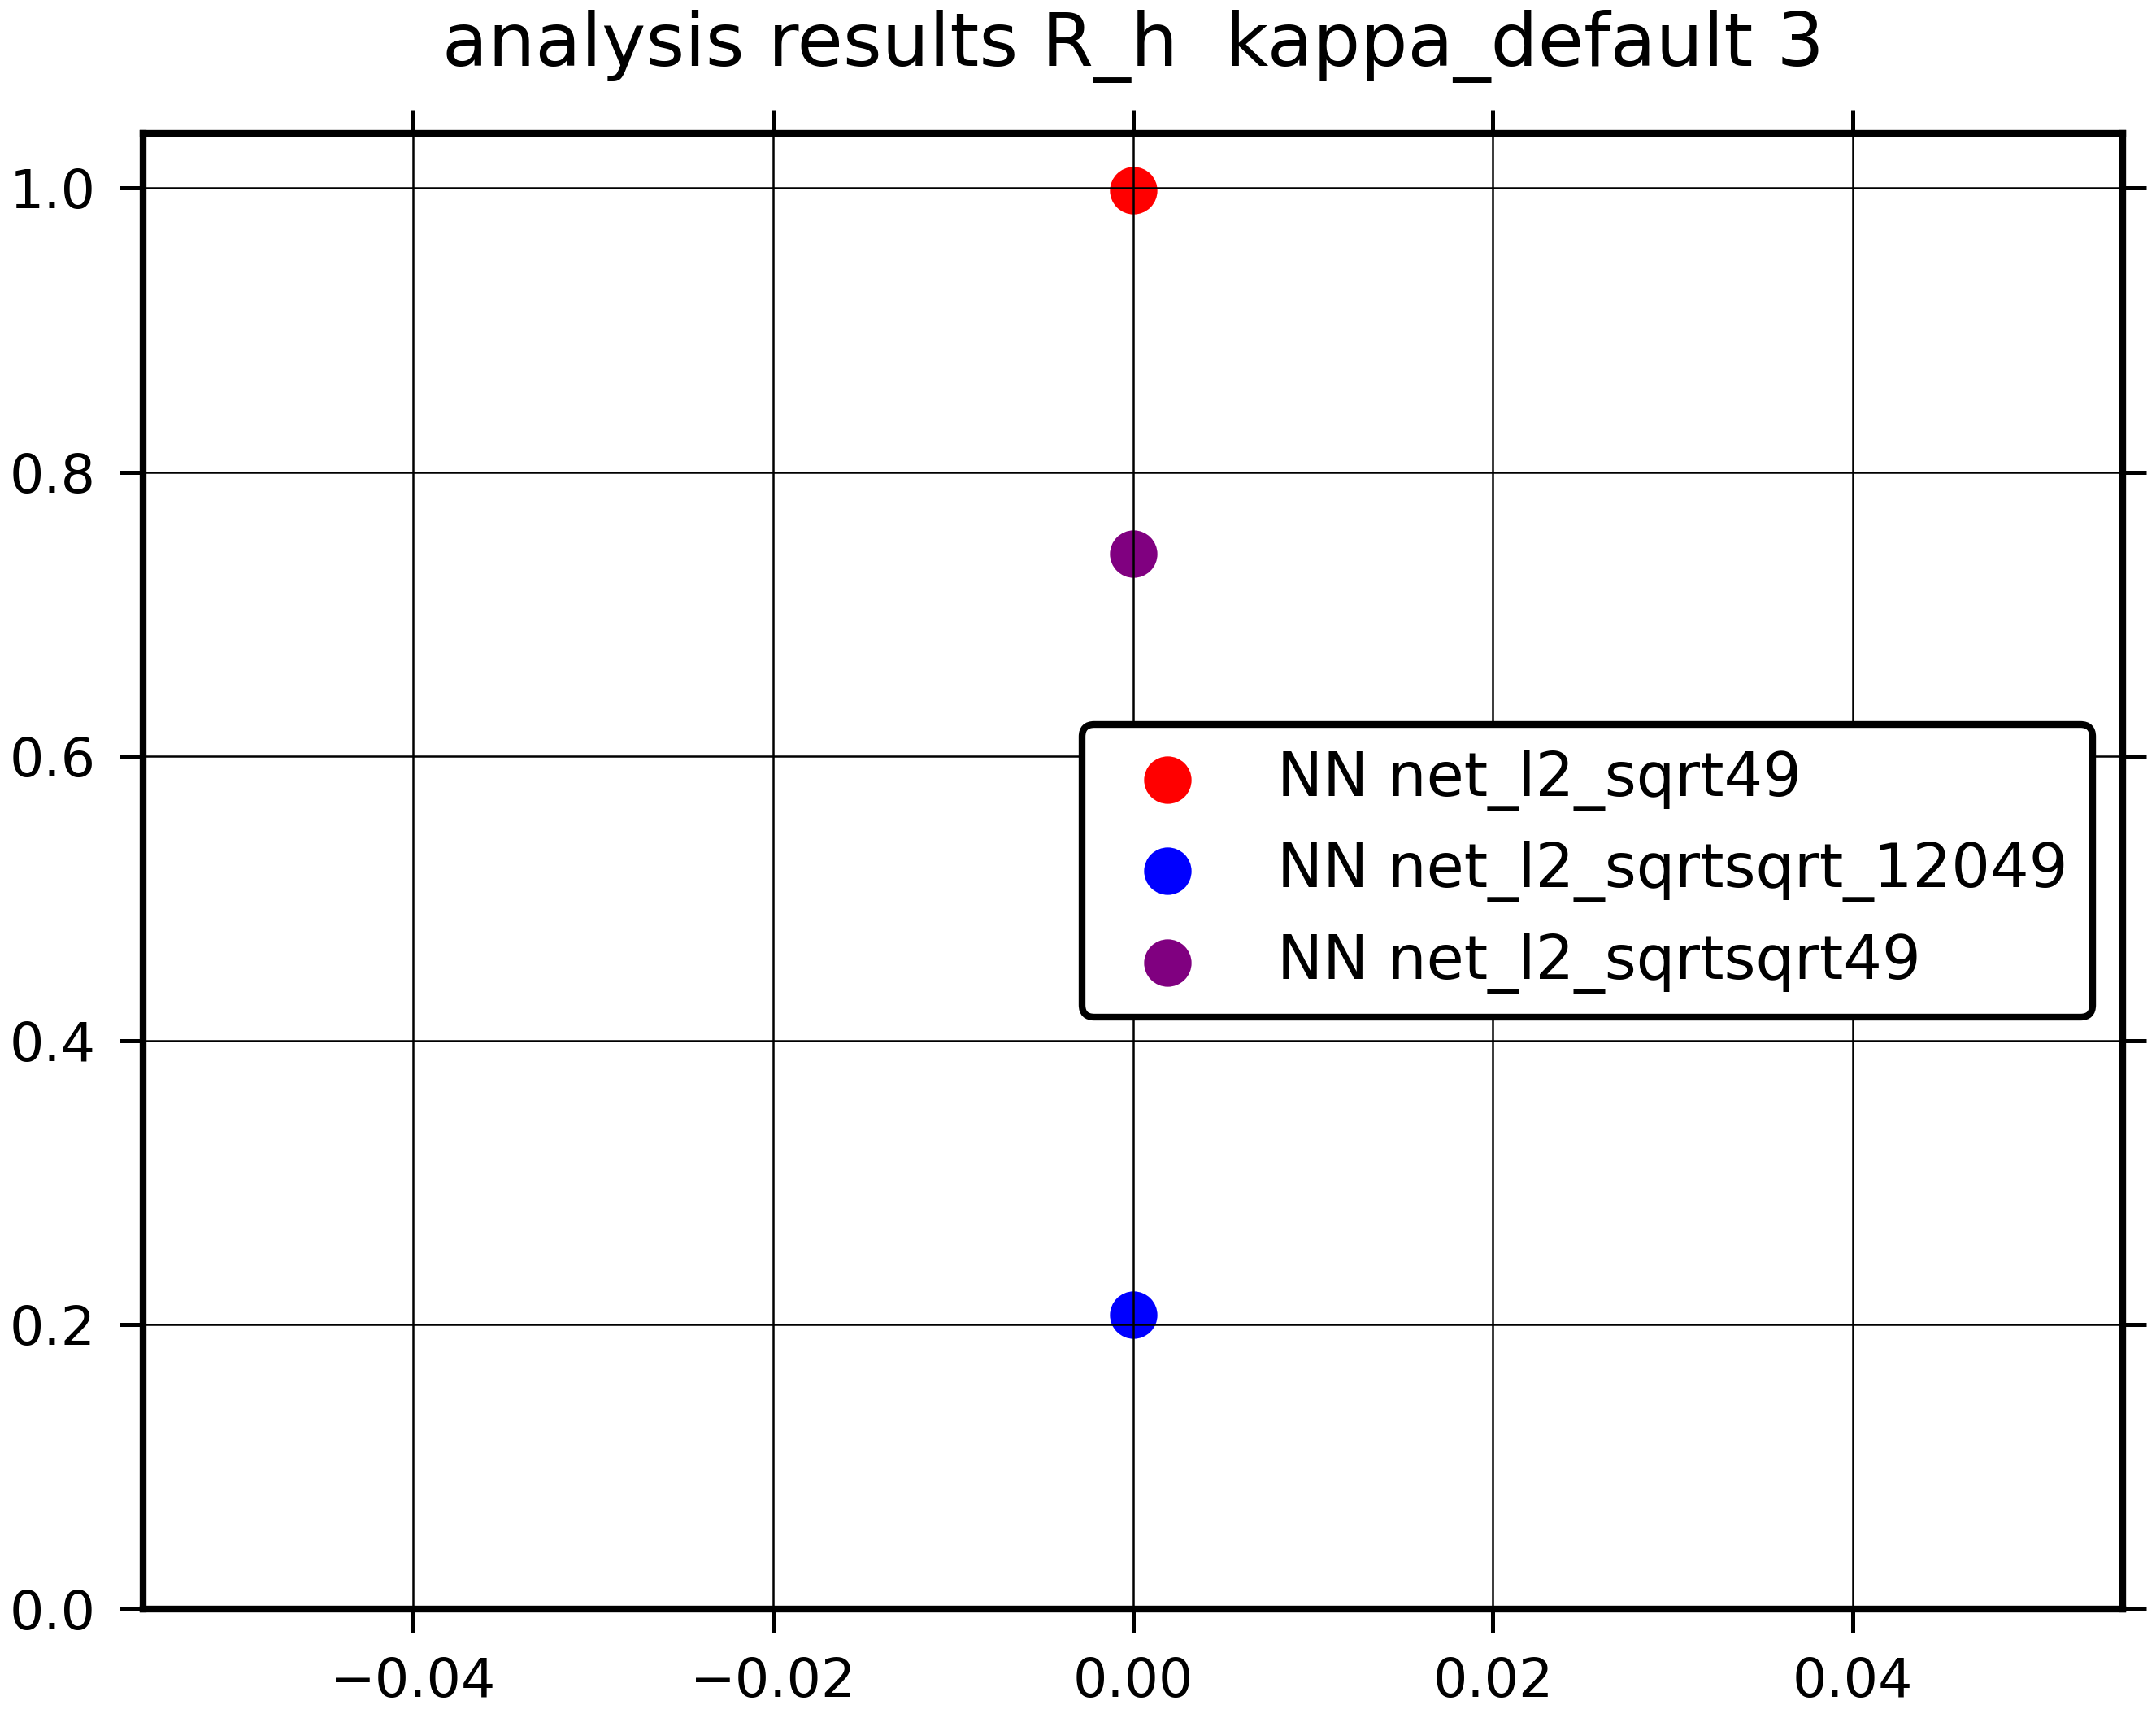 analysis results R_h  kappa_default 3
1.0
0.8
0.6
0.4
0.2
0.0
NN net_l2_sqrt49
NN net_l2_sqrtsqrt_12049
NN net_l2_sqrtsqrt49
−0.04 −0.02 0.00 0.02 0.04